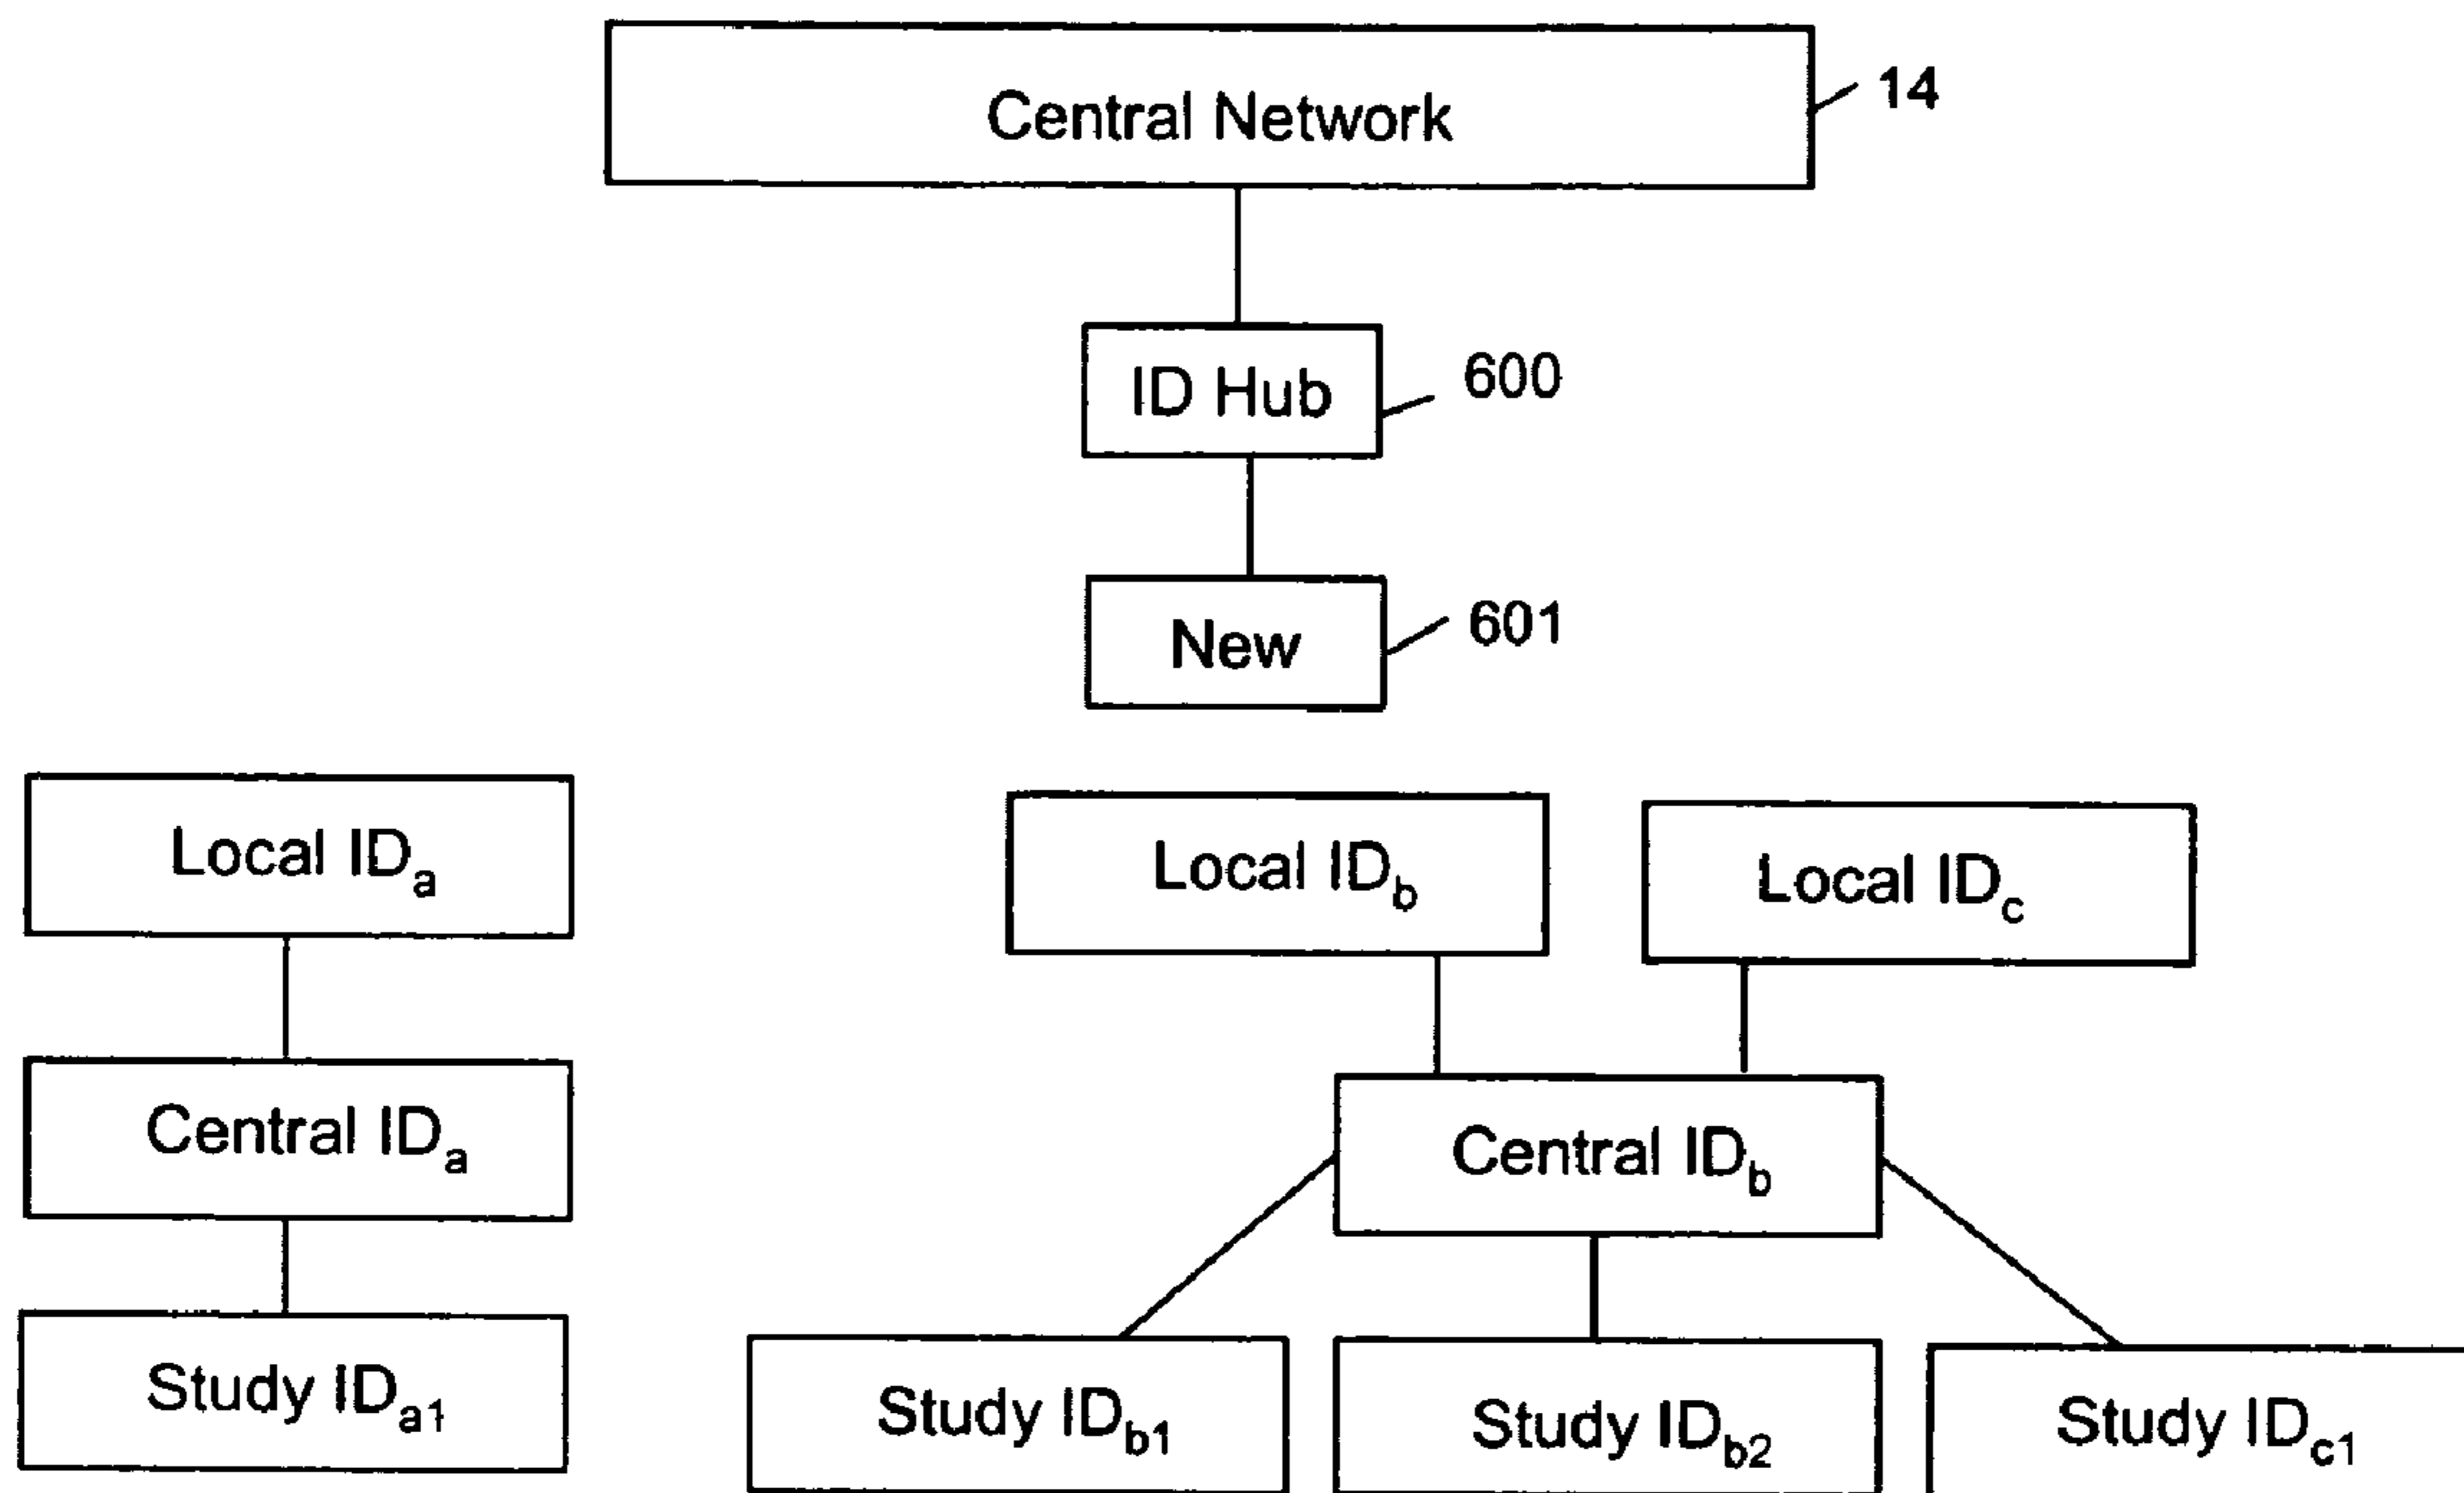 Central Network
14
ID Hub
600
New
601
Local IDa
Local IDb
Local IDc
Central IDa
Central IDb
Study IDa1
Study IDb1
Study IDb2
Study IDc1